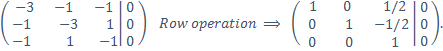 ( -3 -1 -1 | 0 ; -1 -3 1 | 0 ; -1 1 -1 | 0 ) Row operation ⟹ ( 1 0 1/2 | 0 ; 0 1 -1/2 | 0 ; 0 0 1 | 0 ).